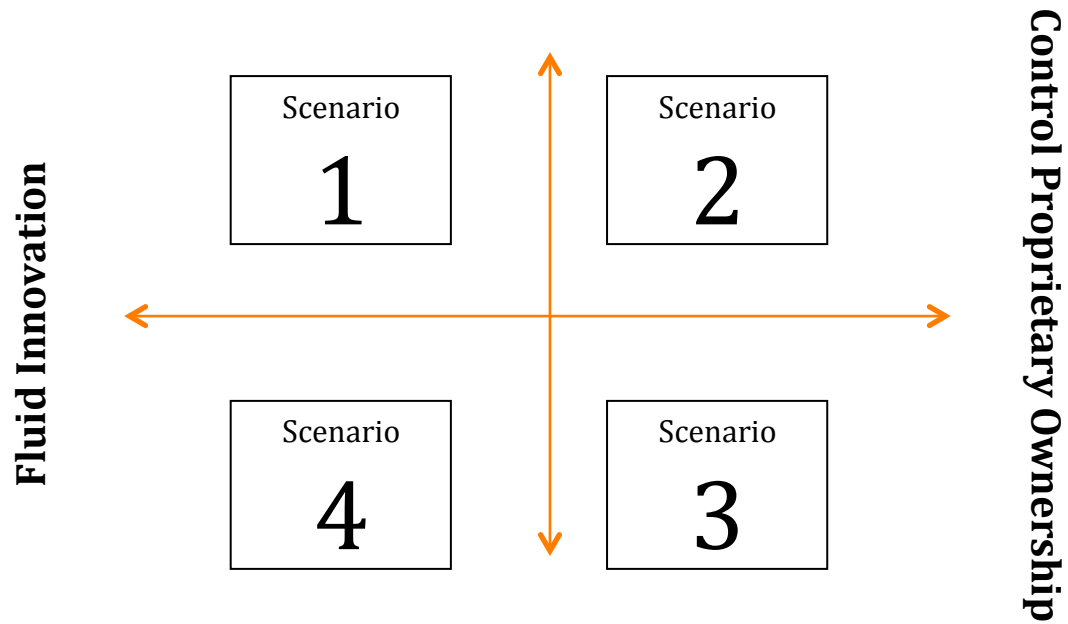 Fluid Innovation
Scenario
1
Scenario
2
Scenario
4
Scenario
3
Control Proprietary Ownership